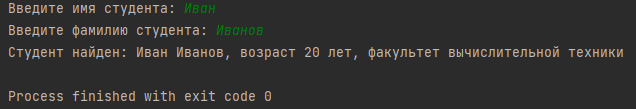 Введите имя студента: Иван
Введите фамилию студента: Иванов
Студент найден: Иван Иванов, возраст 20 лет, факультет вычислительной техники
Process finished with exit code 0